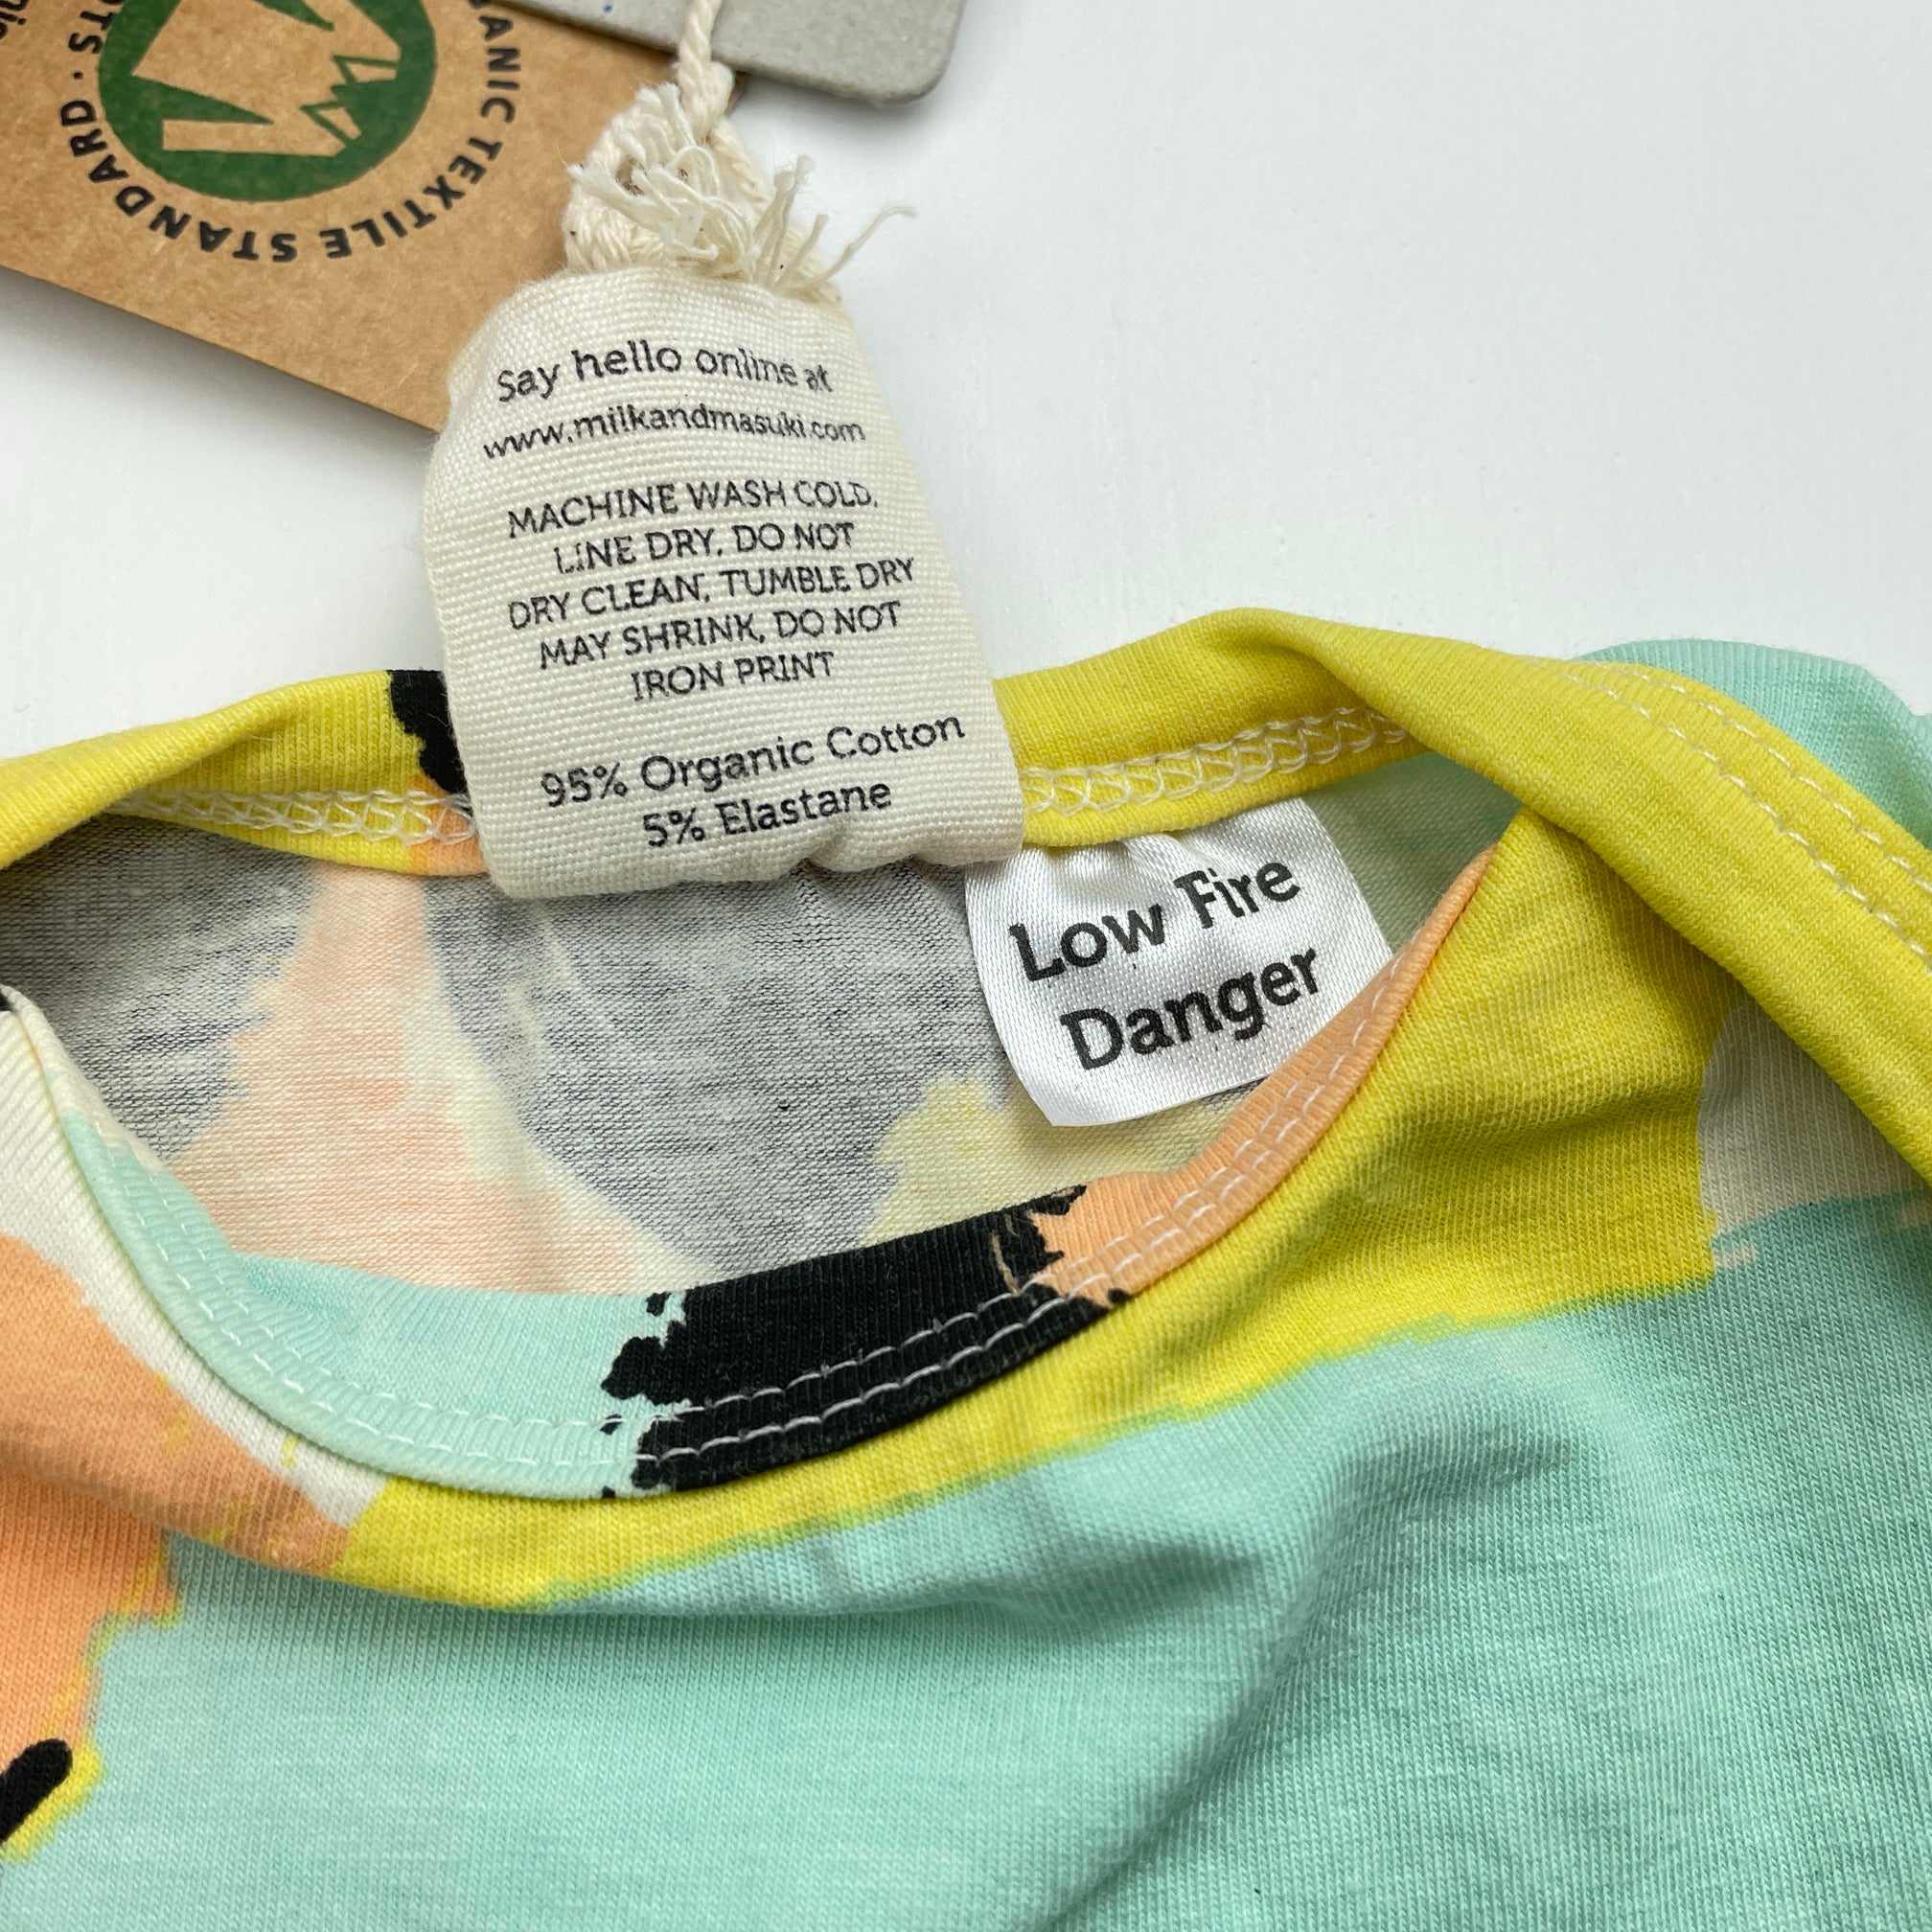 ANIC TEXTILE STANDARD · OTS
Say hello online at
www.milkandmasuki.com
MACHINE WASH COLD,
LINE DRY, DO NOT
DRY CLEAN, TUMBLE DRY
MAY SHRINK, DO NOT
IRON PRINT
95% Organic Cotton
5% Elastane
Low Fire
Danger